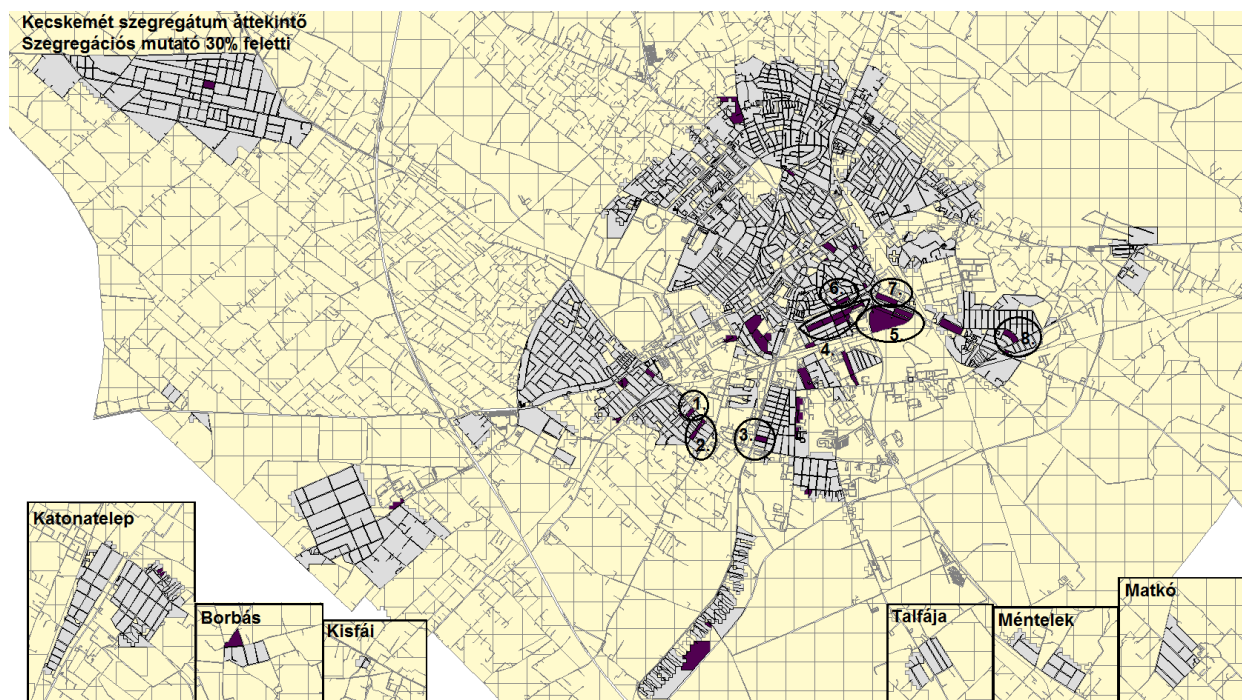 Kecskemét szegregátum áttekintő
Szegregációs mutató 30% feletti
6.
7.
5.
4.
8.
1.
2.
3.
Katonatelep
Borbás
Kisfái
Talfája
Méntelek
Matkó